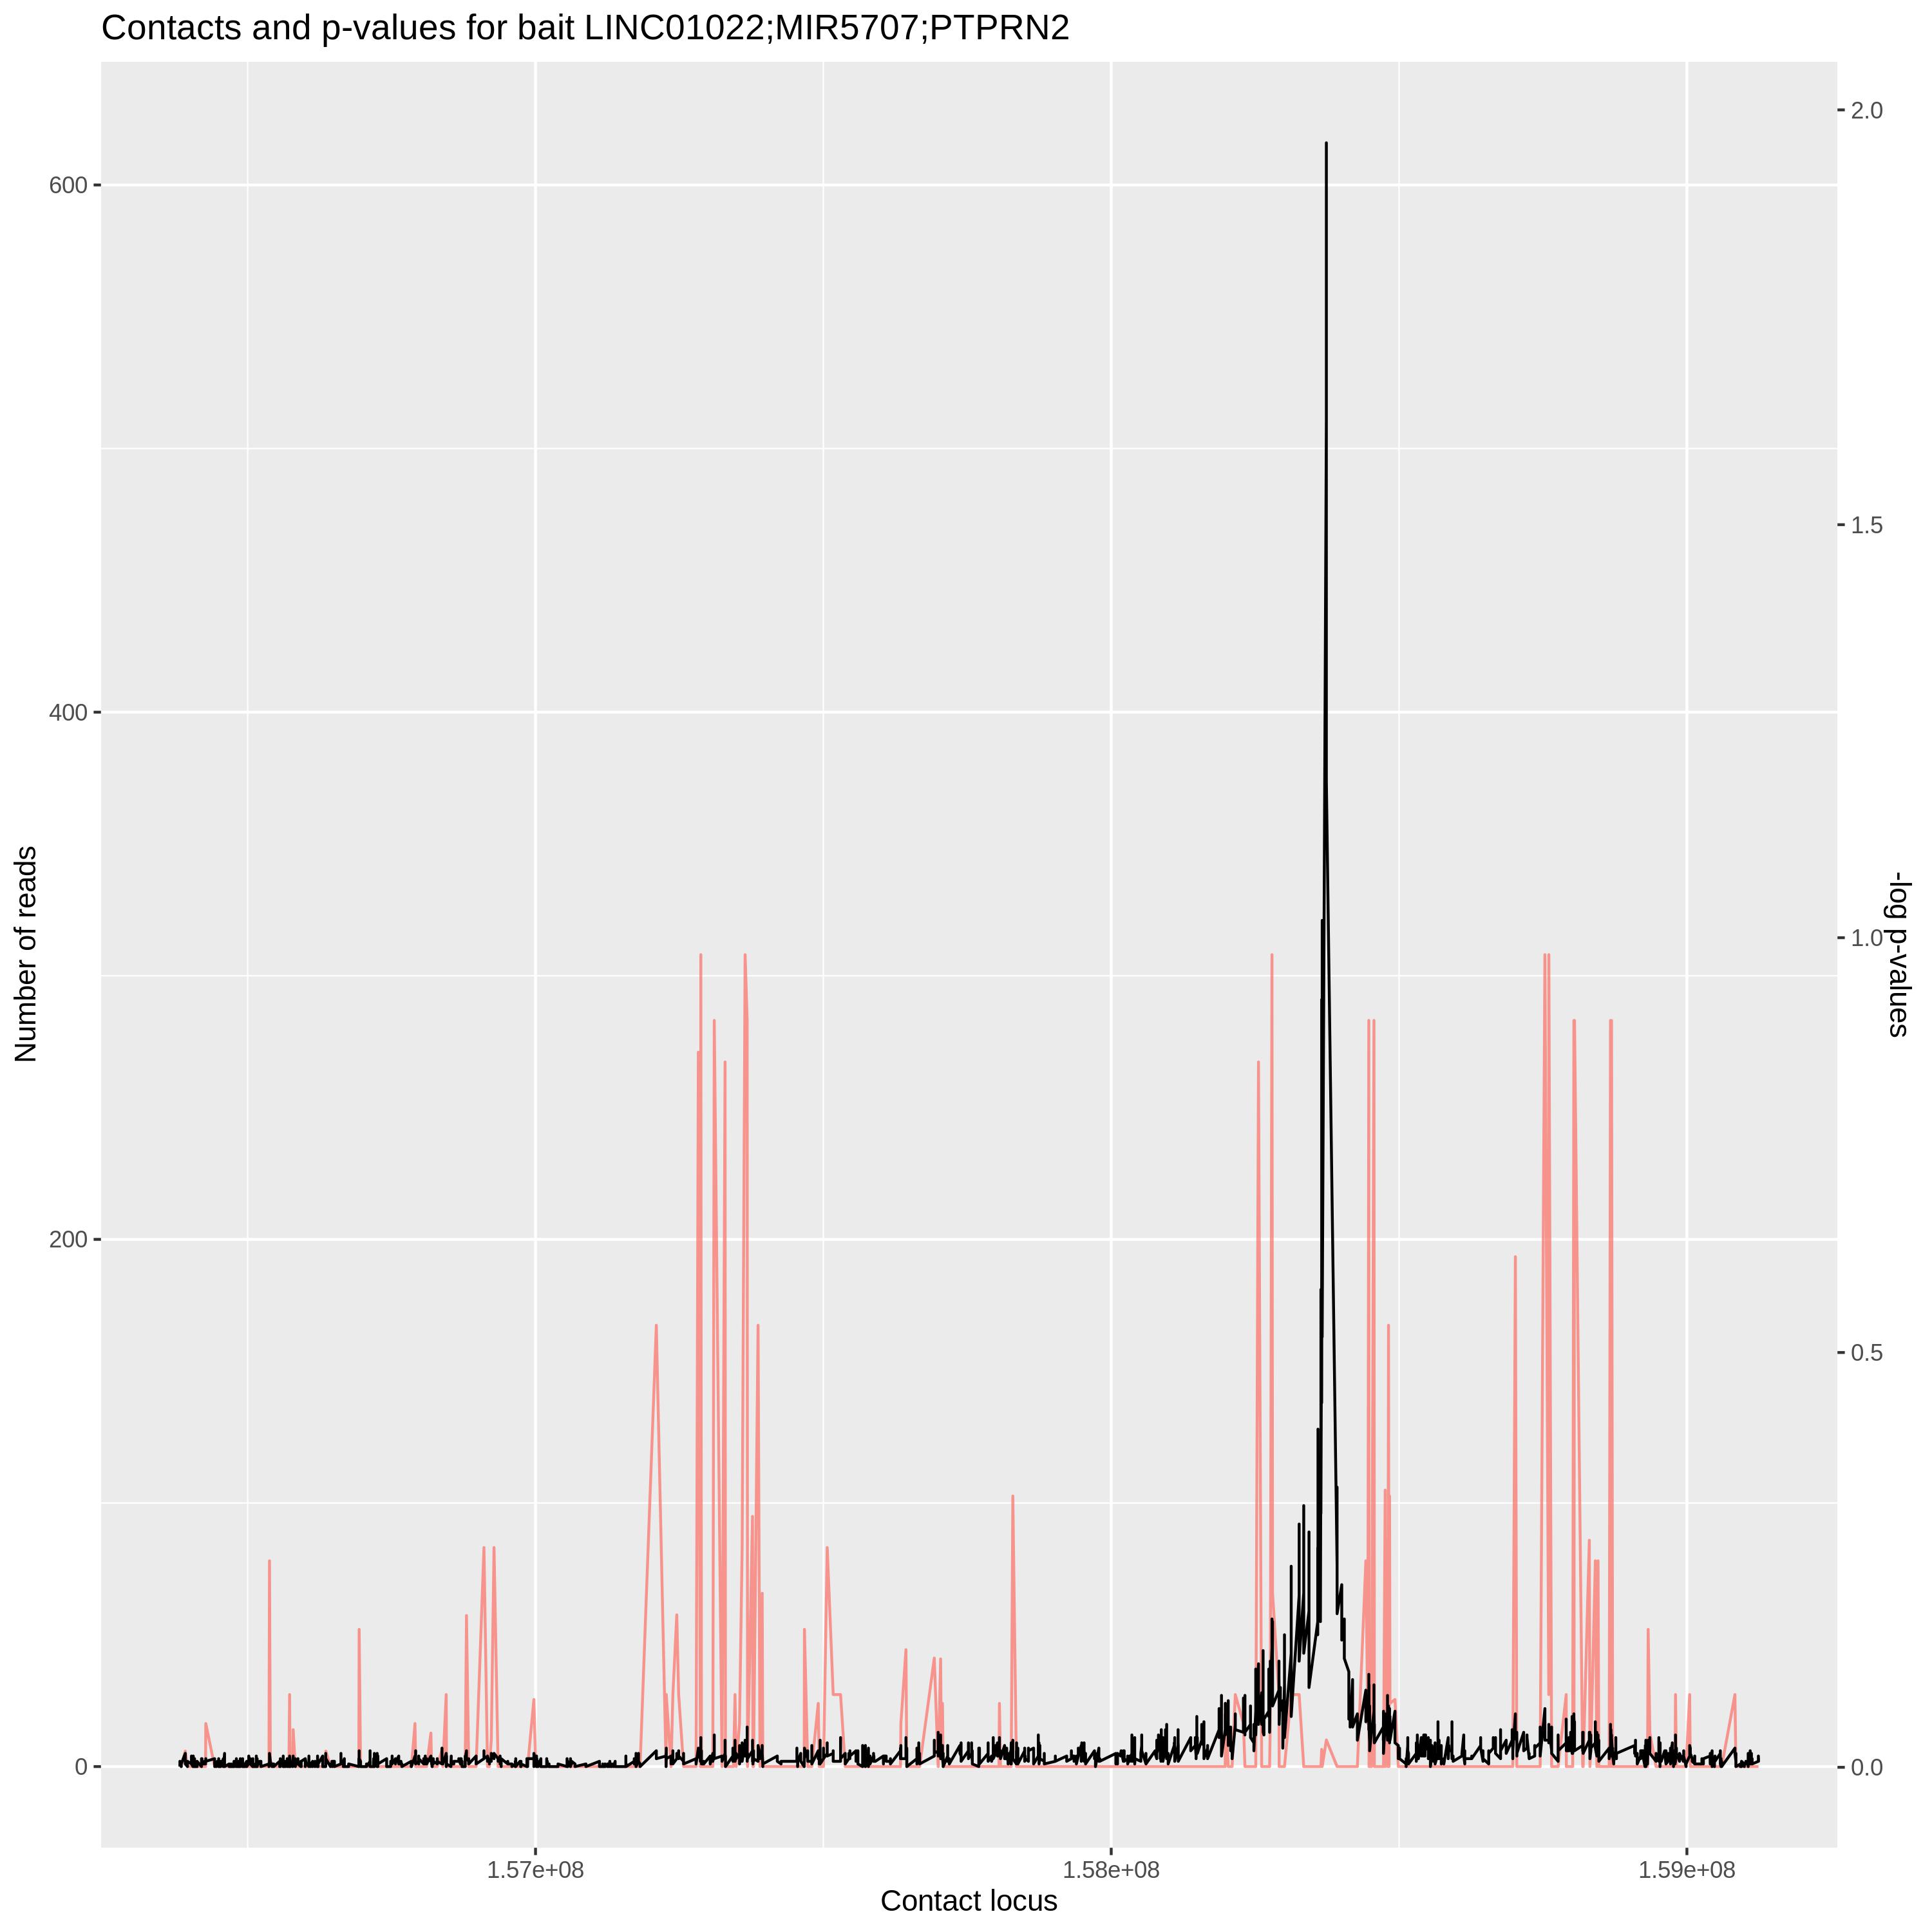 Contacts and p-values for bait LINC01022;MIR5707;PTPRN2
2.0
600
1.5
400
1.0
200
0.5
0
0.0
Number of reads
-log p-values
1.57e+08
1.58e+08
1.59e+08
Contact locus